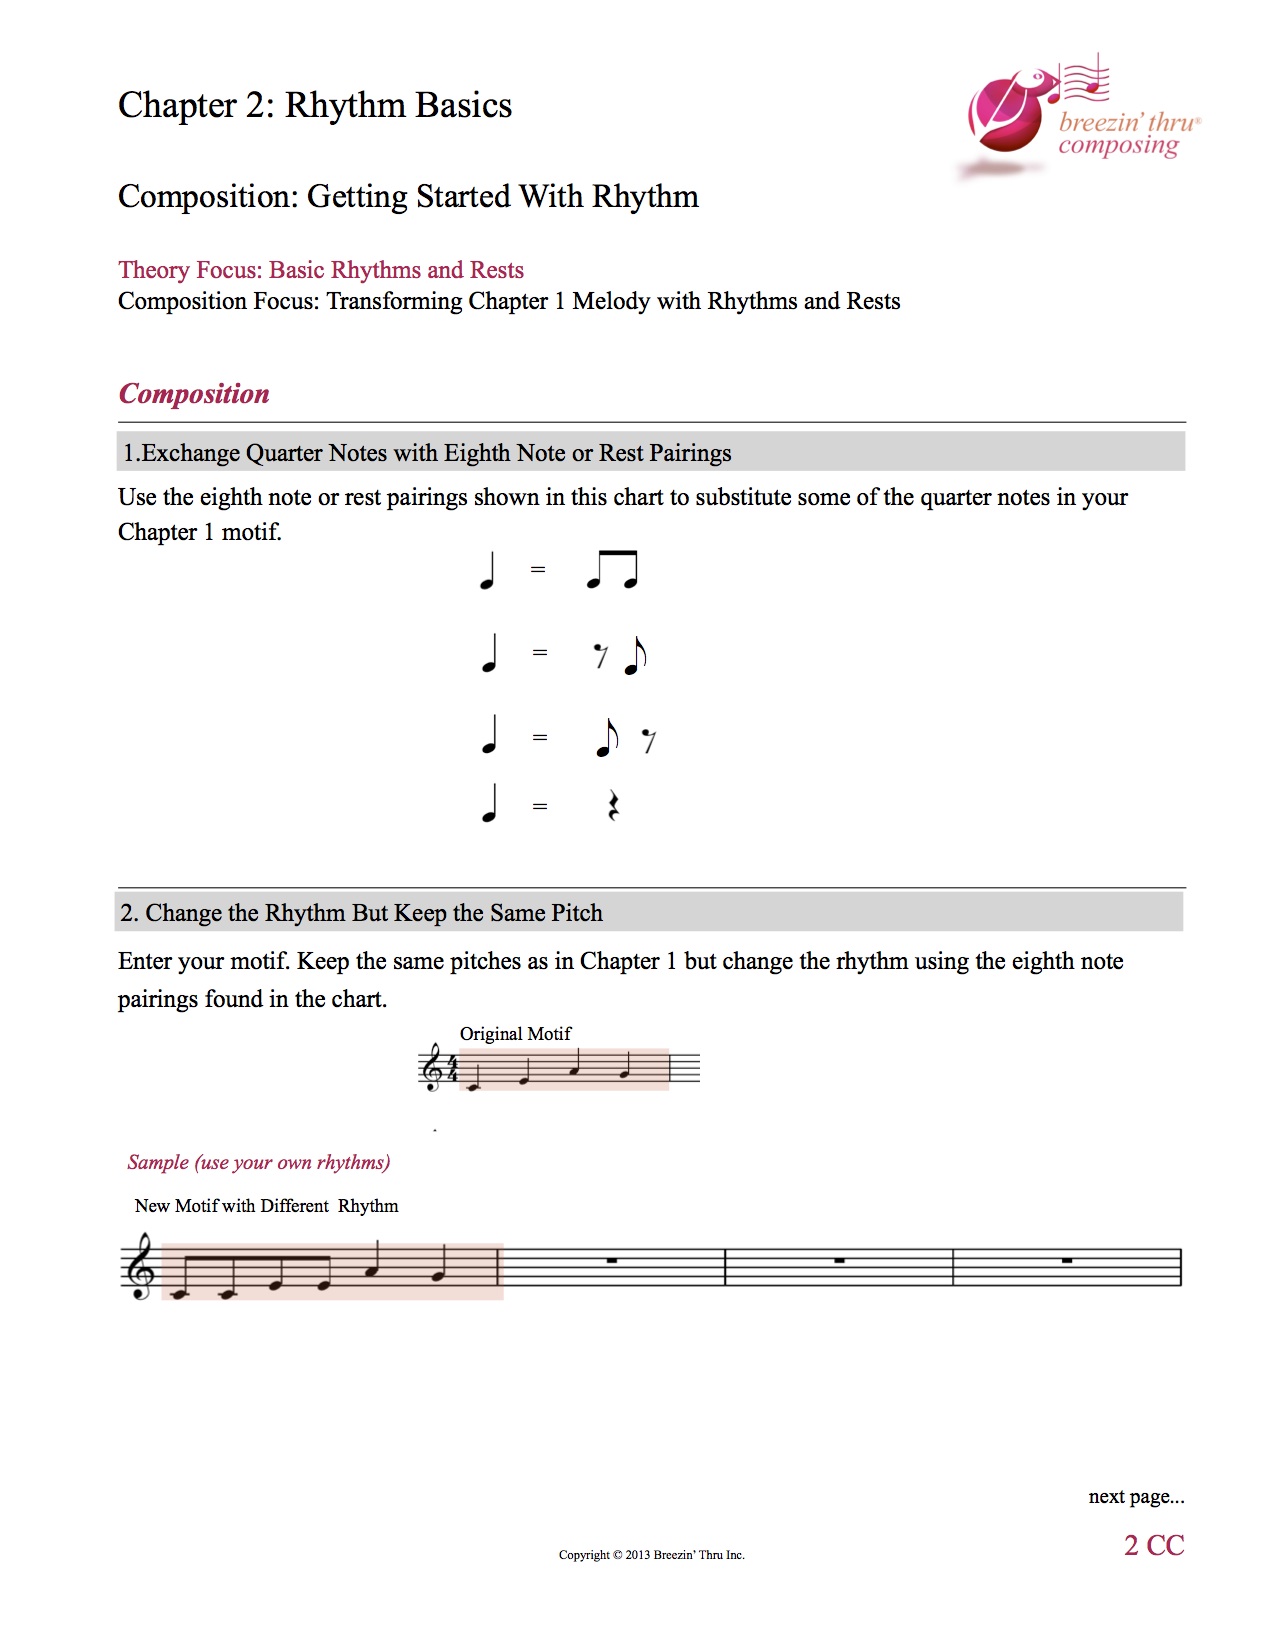 Chapter 2: Rhythm Basics
breezin' thru®
composing
Composition: Getting Started With Rhythm
Theory Focus: Basic Rhythms and Rests
Composition Focus: Transforming Chapter 1 Melody with Rhythms and Rests
Composition
1.Exchange Quarter Notes with Eighth Note or Rest Pairings
Use the eighth note or rest pairings shown in this chart to substitute some of the quarter notes in your
Chapter 1 motif.
=
=
=
=
2. Change the Rhythm But Keep the Same Pitch
Enter your motif. Keep the same pitches as in Chapter 1 but change the rhythm using the eighth note
pairings found in the chart.
Original Motif
4
4
Sample (use your own rhythms)
New Motif with Different Rhythm
next page...
2 CC
Copyright © 2013 Breezin' Thru Inc.